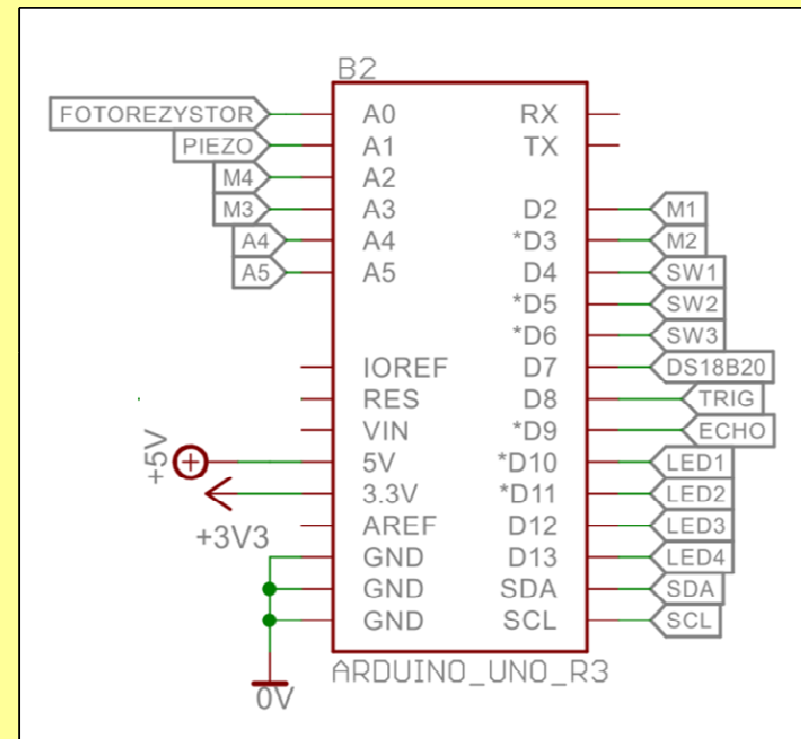 B2
FOTOREZYSTOR A0 RX
PIEZO A1 TX
M4 A2
M3 A3 D2 M1
A4 A4 *D3 M2
A5 A5 D4 SW1
*D5 SW2
*D6 SW3
IOREF D7 DS18B20
RES D8 TRIG
VIN *D9 ECHO
+5V 5V *D10 LED1
3.3V *D11 LED2
+3V3 AREF D12 LED3
GND D13 LED4
GND SDA SDA
GND SCL SCL
ARDUINO_UNO_R3
0V